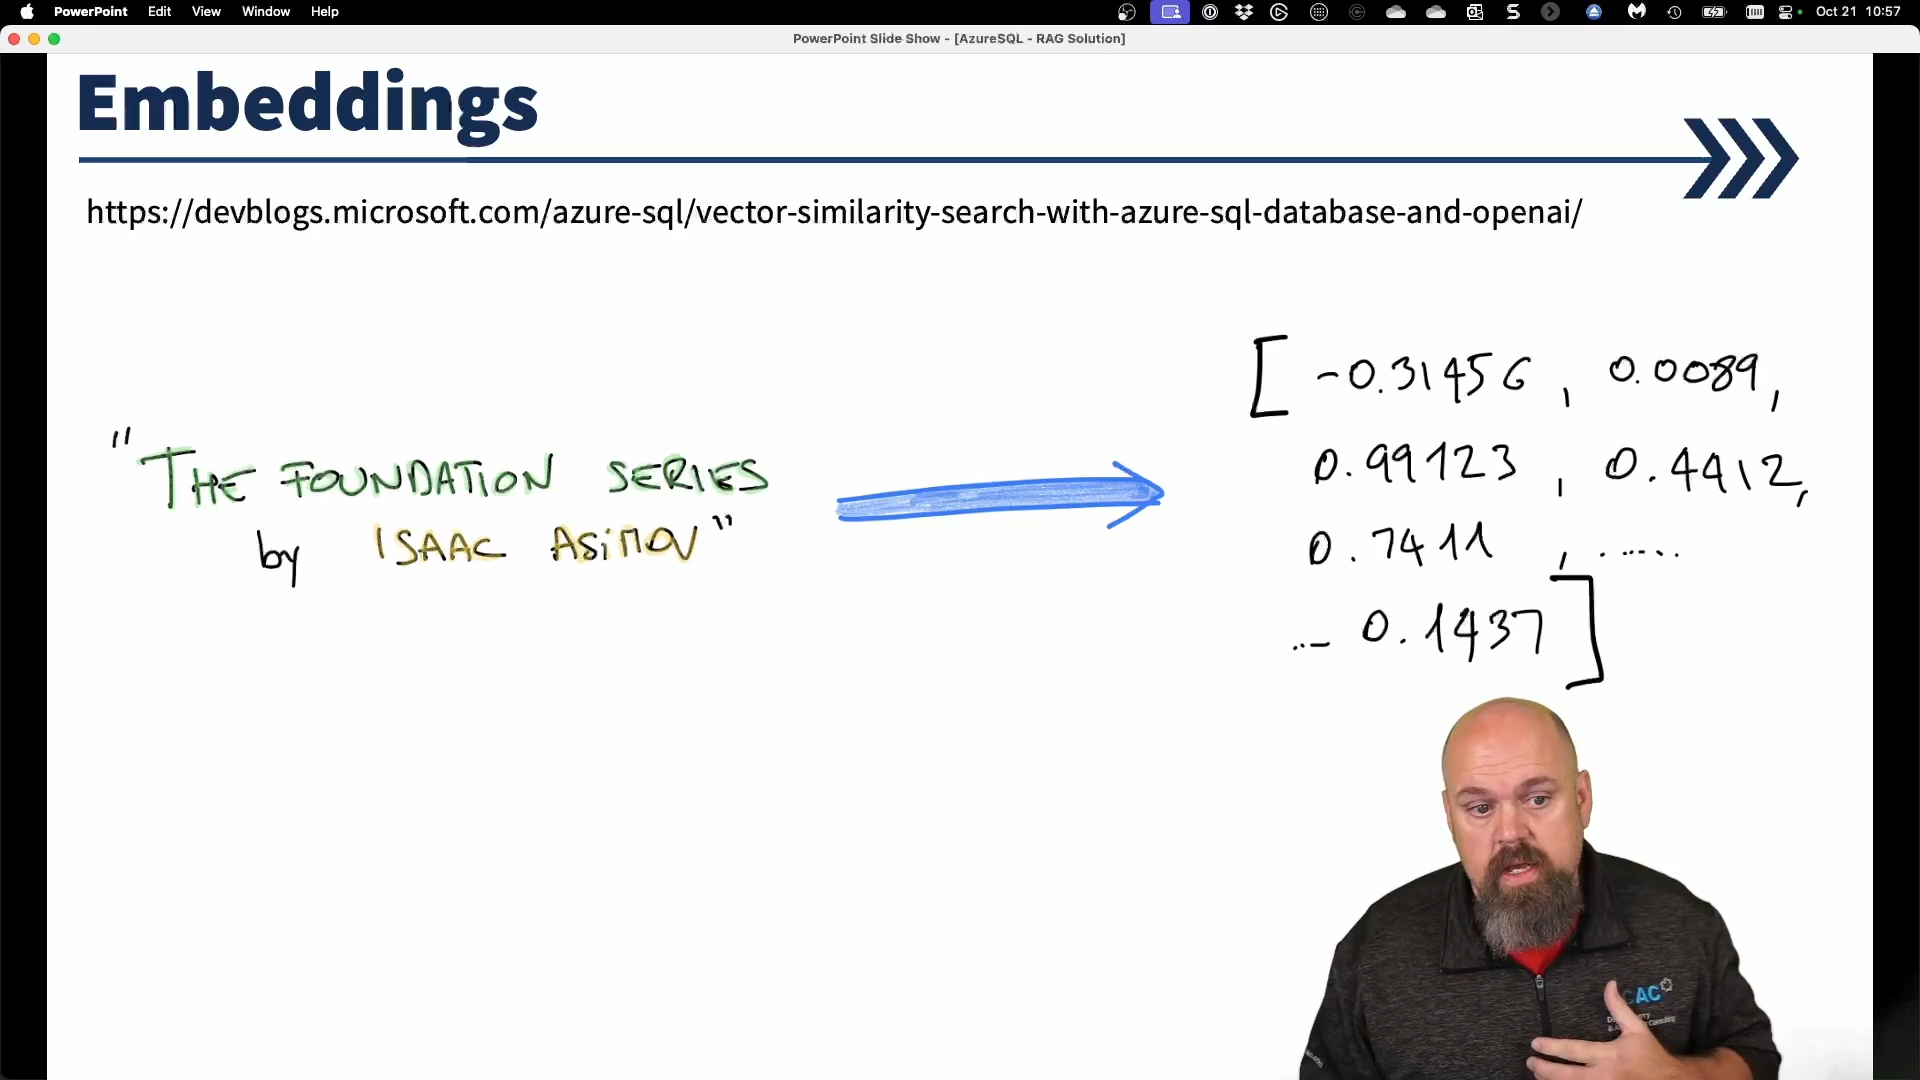 PowerPoint Edit View Window Help Oct 21 10:57
PowerPoint Slide Show - [AzureSQL - RAG Solution]
Embeddings
https://devblogs.microsoft.com/azure-sql/vector-similarity-search-with-azure-sql-database-and-openai/
"THE FOUNDATION SERIES
by ISAAC ASIMOV"
[ -0.31456 , 0.0089,
0.99123 , 0.4412,
0.7411 , ......
... 0.1437 ]
CAC